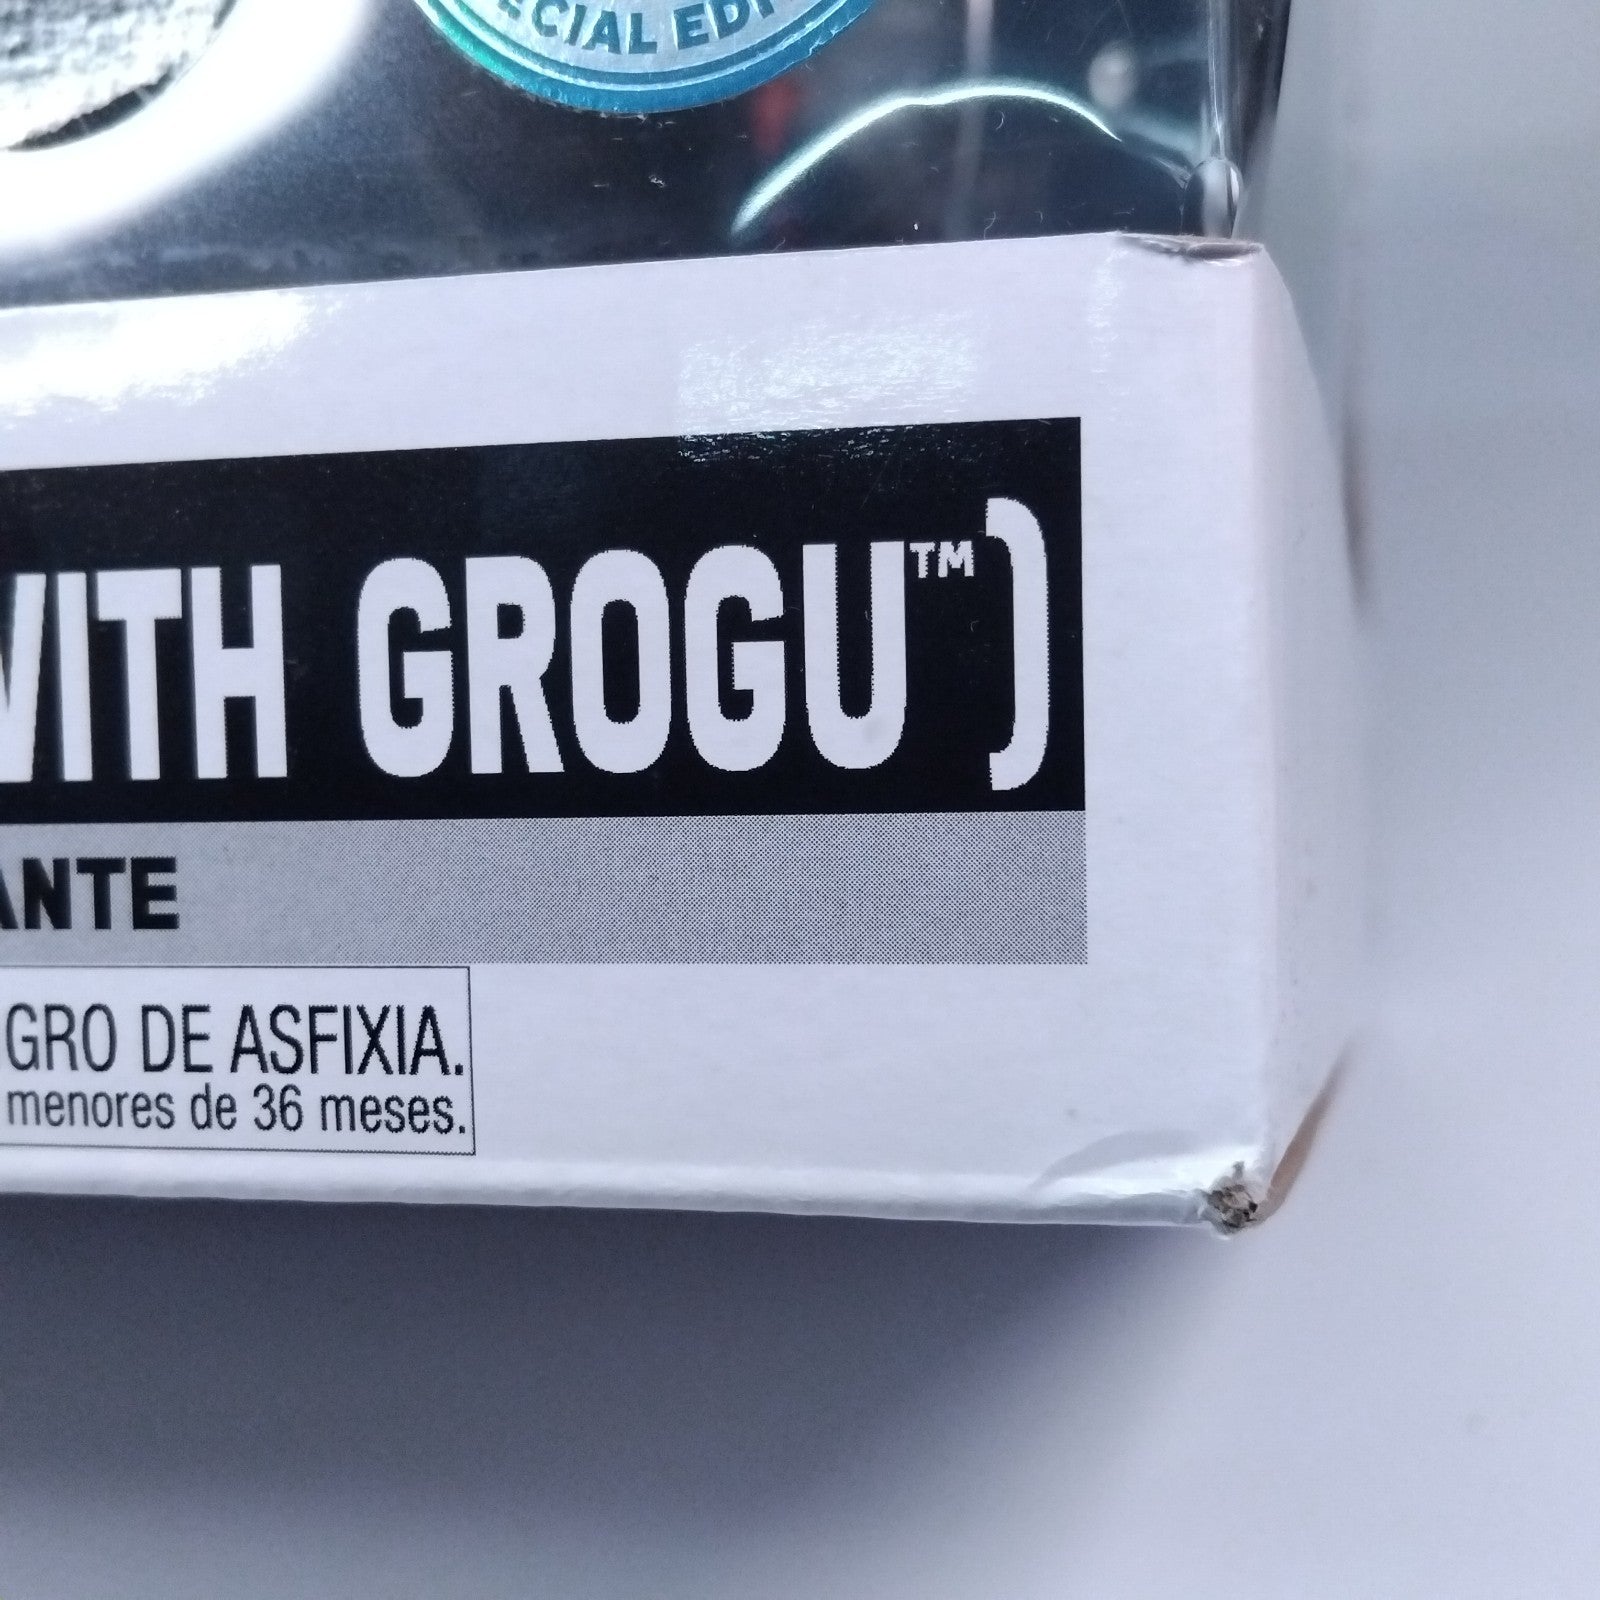 CIAL EDI
WITH GROGU™)
ANTE
GRO DE ASFIXIA.
menores de 36 meses.